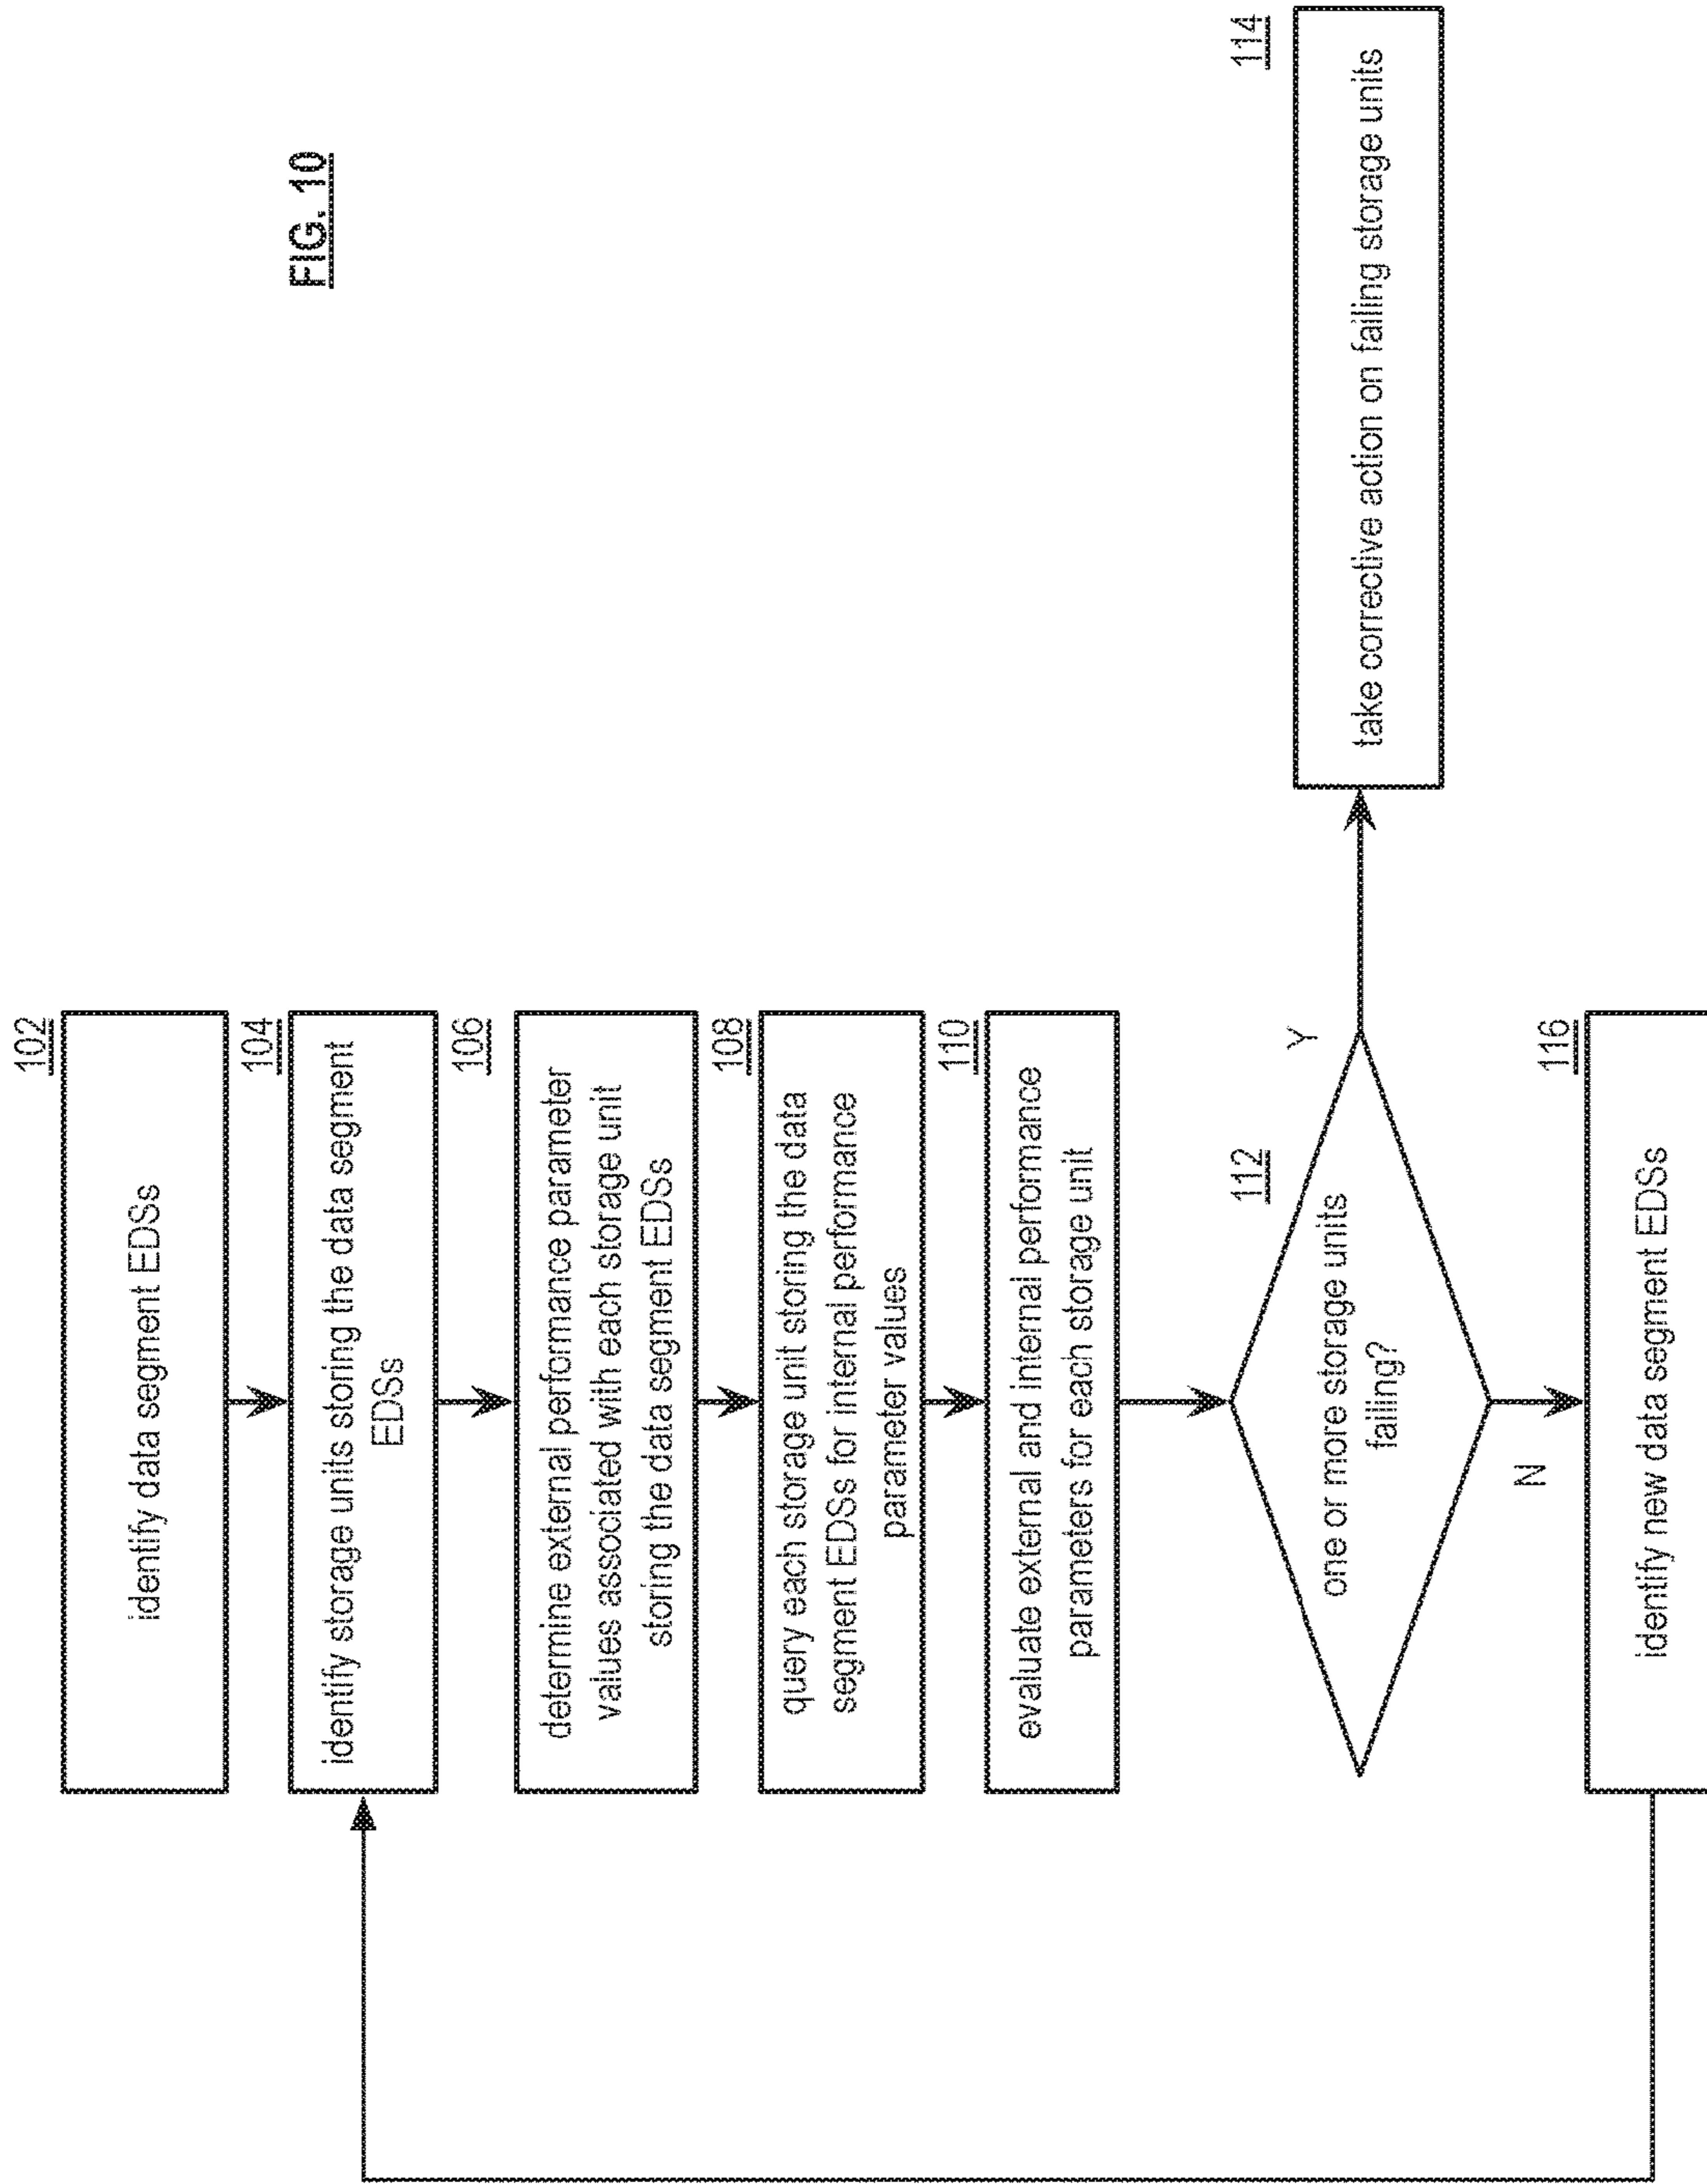 FIG. 10
102
identify data segment EDSs
104
identify storage units storing the data segment
EDSs
106
determine external performance parameter
values associated with each storage unit
storing the data segment EDSs
108
query each storage unit storing the data
segment EDSs for internal performance
parameter values
110
evaluate external and internal performance
parameters for each storage unit
112
one or more storage units
failing?
Y
114
take corrective action on failing storage units
N
116
identify new data segment EDSs